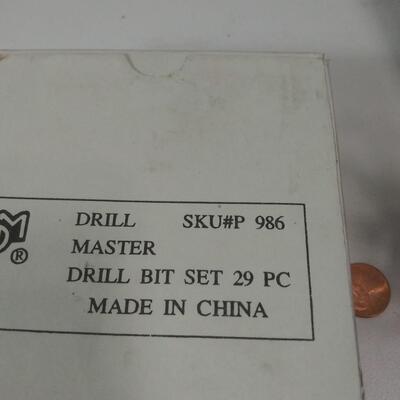 DRILL SKU#P 986
MASTER
DRILL BIT SET 29 PC
MADE IN CHINA